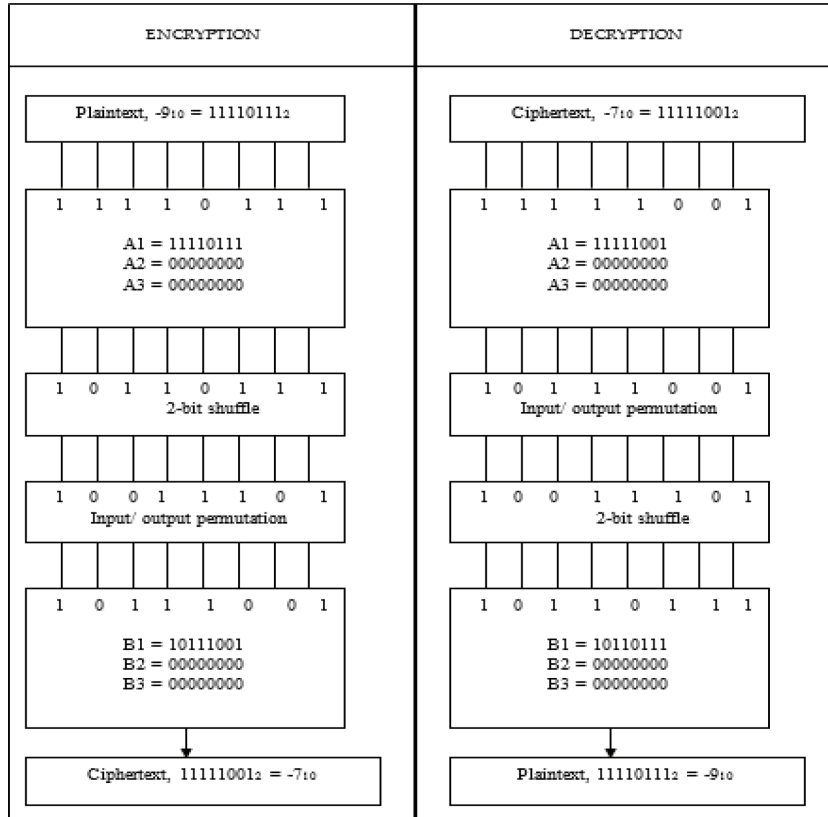 ENCRYPTION
Plaintext, -9₁₀ = 11110111₂
1 1 1 1 0 1 1 1
A1 = 11110111
A2 = 00000000
A3 = 00000000
1 0 1 1 0 1 1 1
2-bit shuffle
1 0 0 1 1 1 0 1
Input/ output permutation
1 0 1 1 1 0 0 1
B1 = 10111001
B2 = 00000000
B3 = 00000000
Ciphertext, 11111001₂ = -7₁₀
DECRYPTION
Ciphertext, -7₁₀ = 11111001₂
1 1 1 1 1 0 0 1
A1 = 11111001
A2 = 00000000
A3 = 00000000
1 0 1 1 1 0 0 1
Input/ output permutation
1 0 0 1 1 1 0 1
2-bit shuffle
1 0 1 1 0 1 1 1
B1 = 10110111
B2 = 00000000
B3 = 00000000
Plaintext, 11110111₂ = -9₁₀